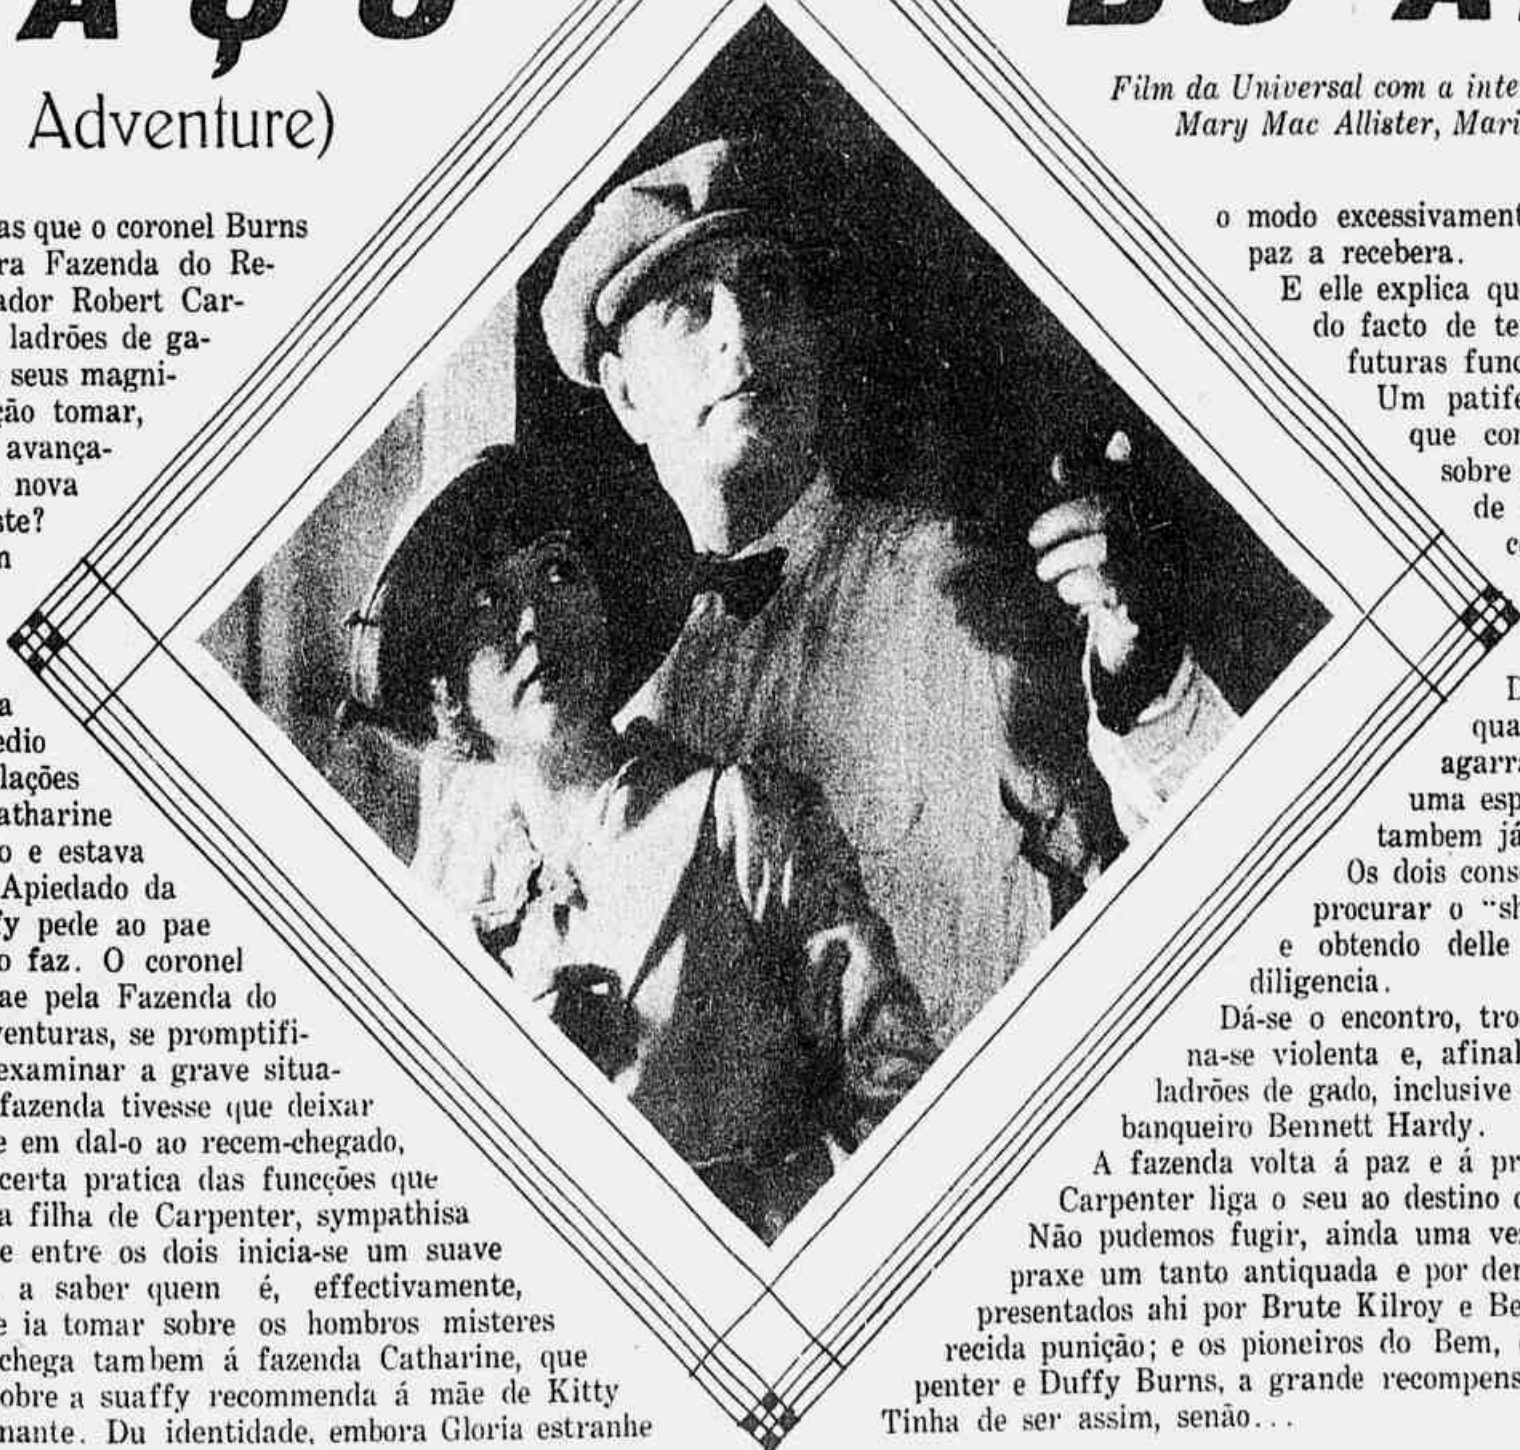 Adventure)
Film da Universal com a inte
Mary Mac Allister, Mari
as que o coronel Burns
ra Fazenda do Re-
ador Robert Car-
ladrões de ga-
seus magni-
ção tomar,
avança-
nova
ste?
n
a
edio
lações
atharine
o e estava
Apiedado da
fy pede ao pae
o faz. O coronel
ae pela Fazenda do
venturas, se promptifi-
examinar a grave situa-
fazenda tivesse que deixar
e em dal-o ao recem-chegado,
certa pratica das funcções que
a filha de Carpenter, sympathisa
e entre os dois inicia-se um suave
a saber quem é, effectivamente,
e ia tomar sobre os hombros misteres
chega tambem á fazenda Catharine, que
obre a suaffy recommenda á mãe de Kitty
mante. Du identidade, embora Gloria estranhe
o modo excessivament
paz a recebera.
E elle explica qu
do facto de te
futuras func
Um patife
que con
sobre
de
co
D
qua
agarra
uma esp
tambem já
Os dois cons
procurar o "sh
e obtendo delle
diligencia.
Dá-se o encontro, tro
na-se violenta e, afinal
ladrões de gado, inclusive
banqueiro Bennett Hardy.
A fazenda volta á paz e á pr
Carpenter liga o seu ao destino d
Não pudemos fugir, ainda uma ve
praxe um tanto antiquada e por de
presentados ahi por Brute Kilroy e Be
recida punição; e os pioneiros do Bem,
penter e Duffy Burns, a grande recompens
Tinha de ser assim, senão...